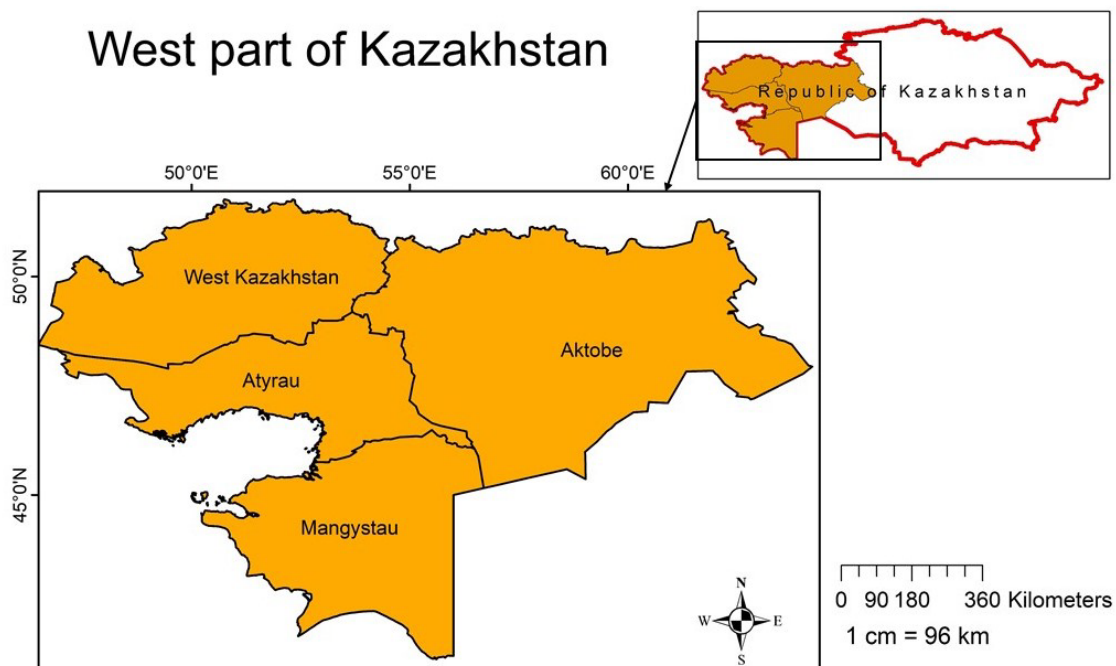 West part of Kazakhstan
Republic of Kazakhstan
50°0'E 55°0'E 60°0'E
50°0'N
West Kazakhstan
Aktobe
Atyrau
45°0'N
Mangystau
N
W E
S
0 90 180 360 Kilometers
1 cm = 96 km